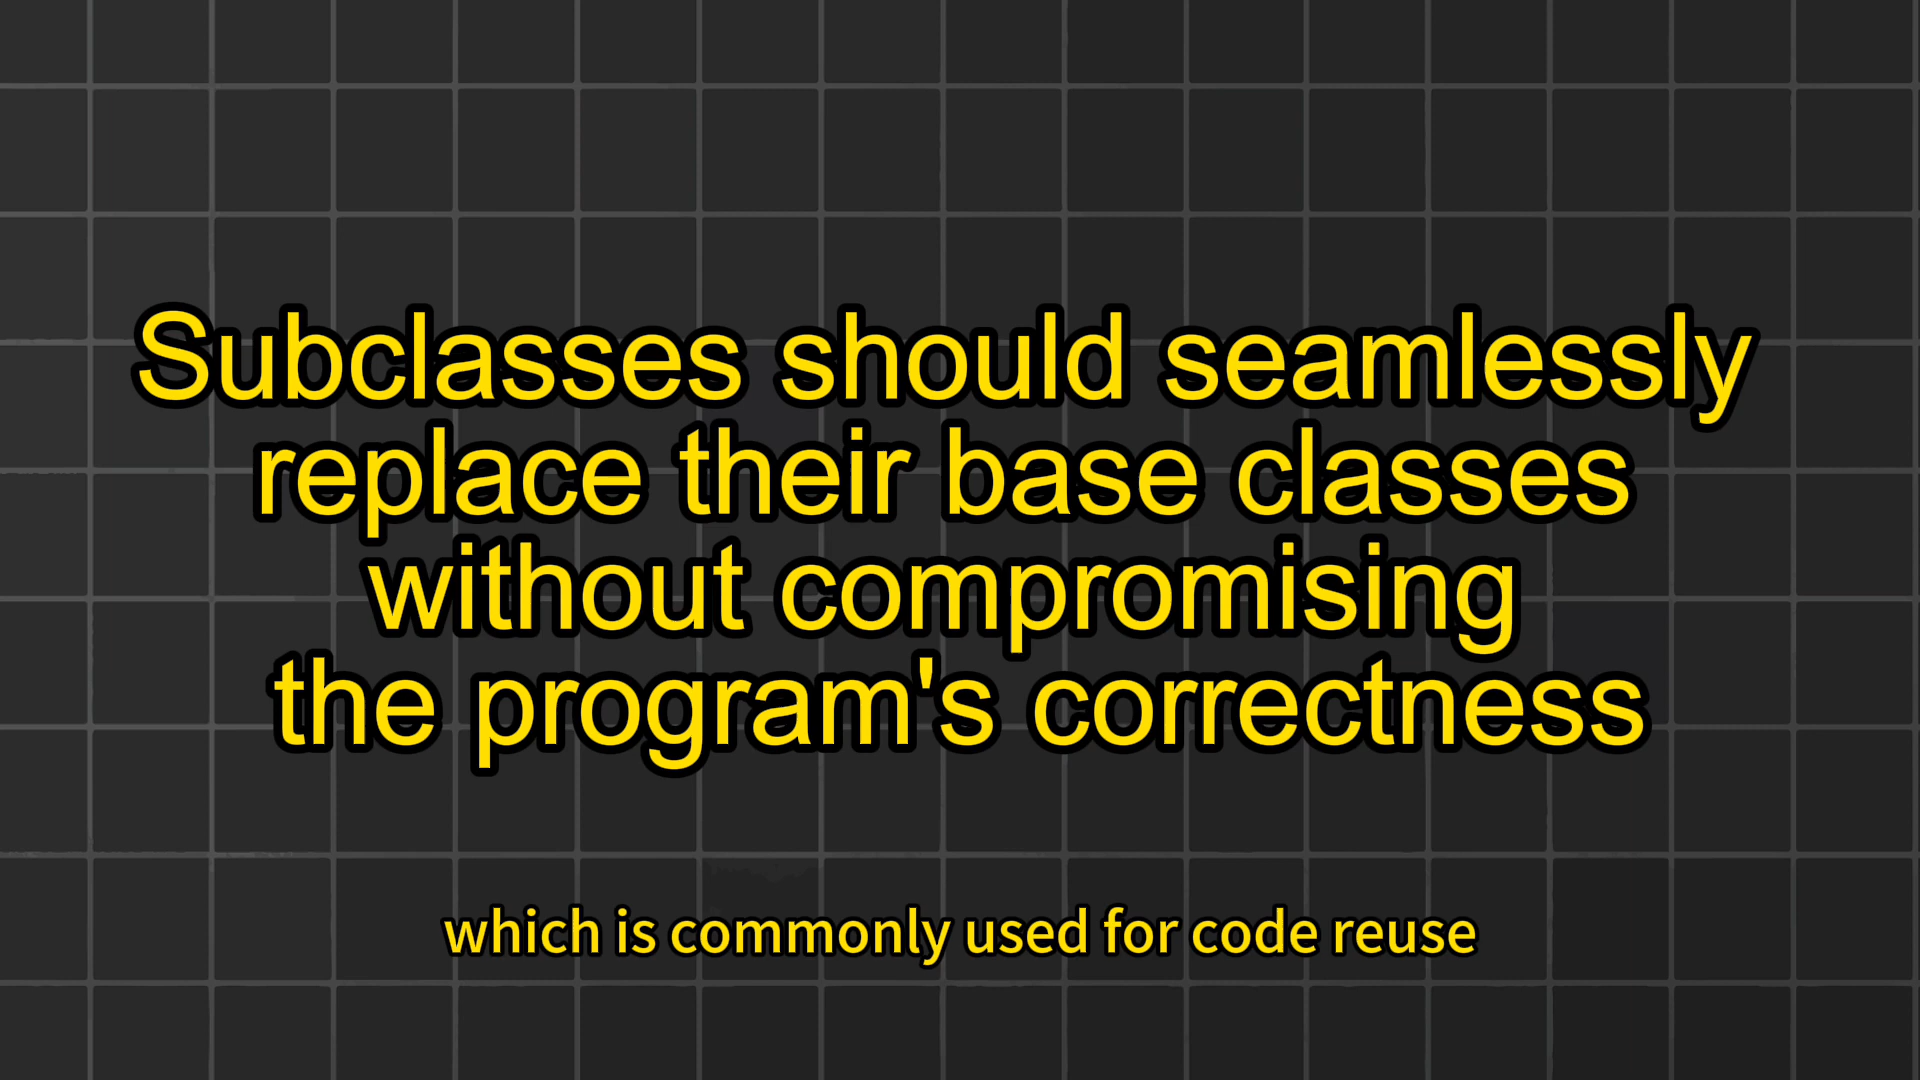 Subclasses should seamlessly
replace their base classes
without compromising
the program's correctness
which is commonly used for code reuse